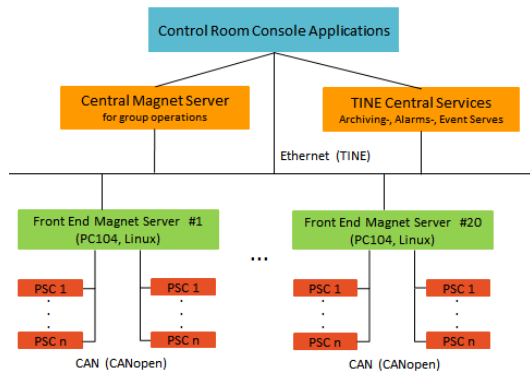 Control Room Console Applications
Central Magnet Server
for group operations
TINE Central Services
Archiving-, Alarms-, Event Serves
Ethernet (TINE)
Front End Magnet Server #1
(PC104, Linux)
Front End Magnet Server #20
(PC104, Linux)
...
PSC 1
PSC 1
PSC 1
PSC 1
PSC n
PSC n
PSC n
PSC n
CAN (CANopen)
CAN (CANopen)